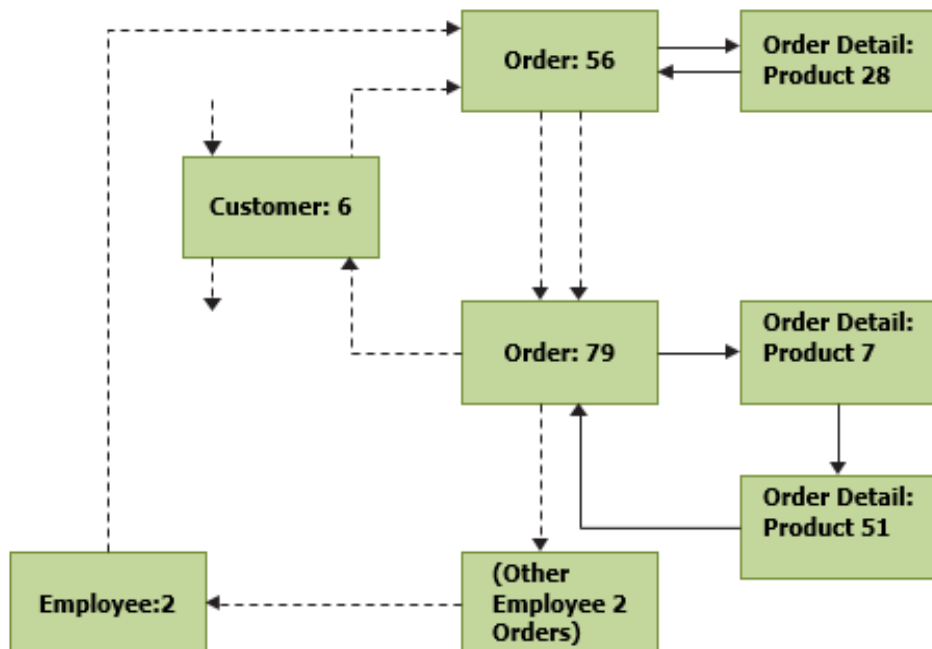 Order: 56
Order Detail:
Product 28
Customer: 6
Order: 79
Order Detail:
Product 7
Order Detail:
Product 51
Employee:2
(Other
Employee 2
Orders)